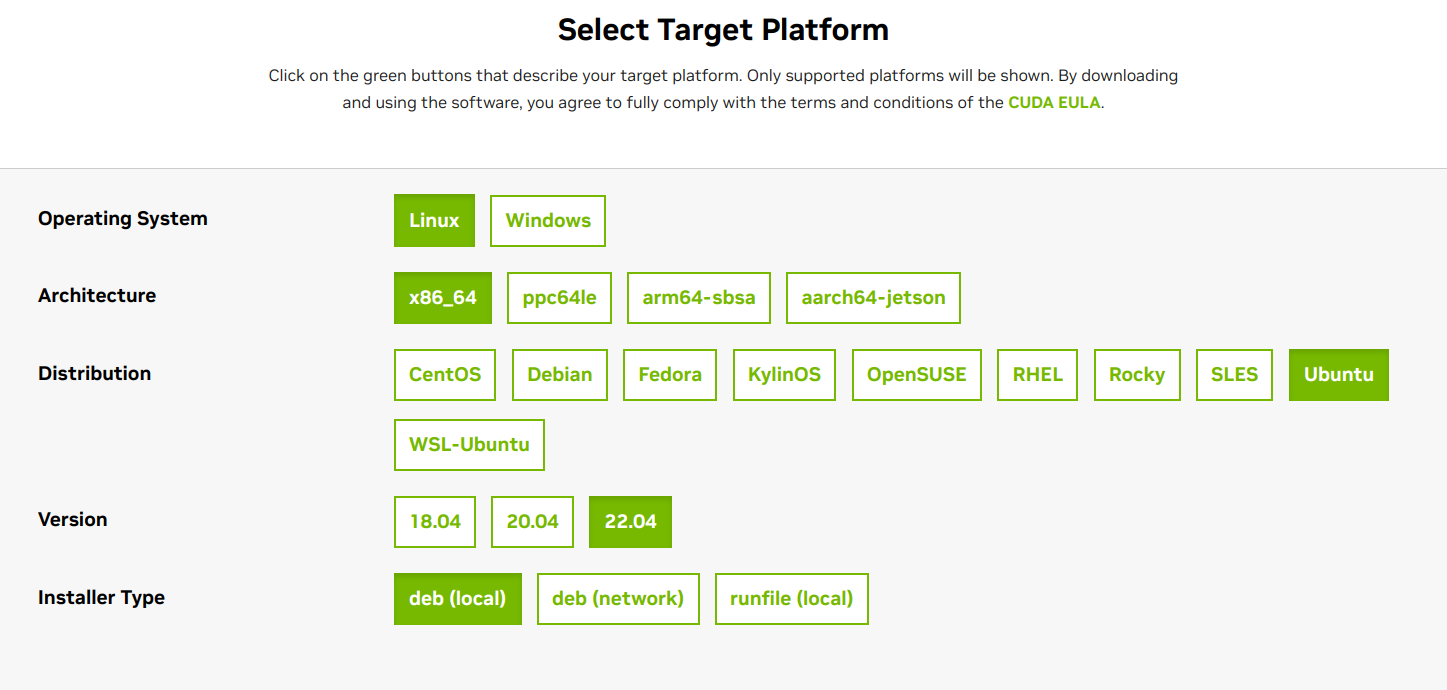 Select Target Platform
Click on the green buttons that describe your target platform. Only supported platforms will be shown. By downloading
and using the software, you agree to fully comply with the terms and conditions of the CUDA EULA.
Operating System Linux Windows
Architecture x86_64 ppc64le arm64-sbsa aarch64-jetson
Distribution CentOS Debian Fedora KylinOS OpenSUSE RHEL Rocky SLES Ubuntu
WSL-Ubuntu
Version 18.04 20.04 22.04
Installer Type deb (local) deb (network) runfile (local)